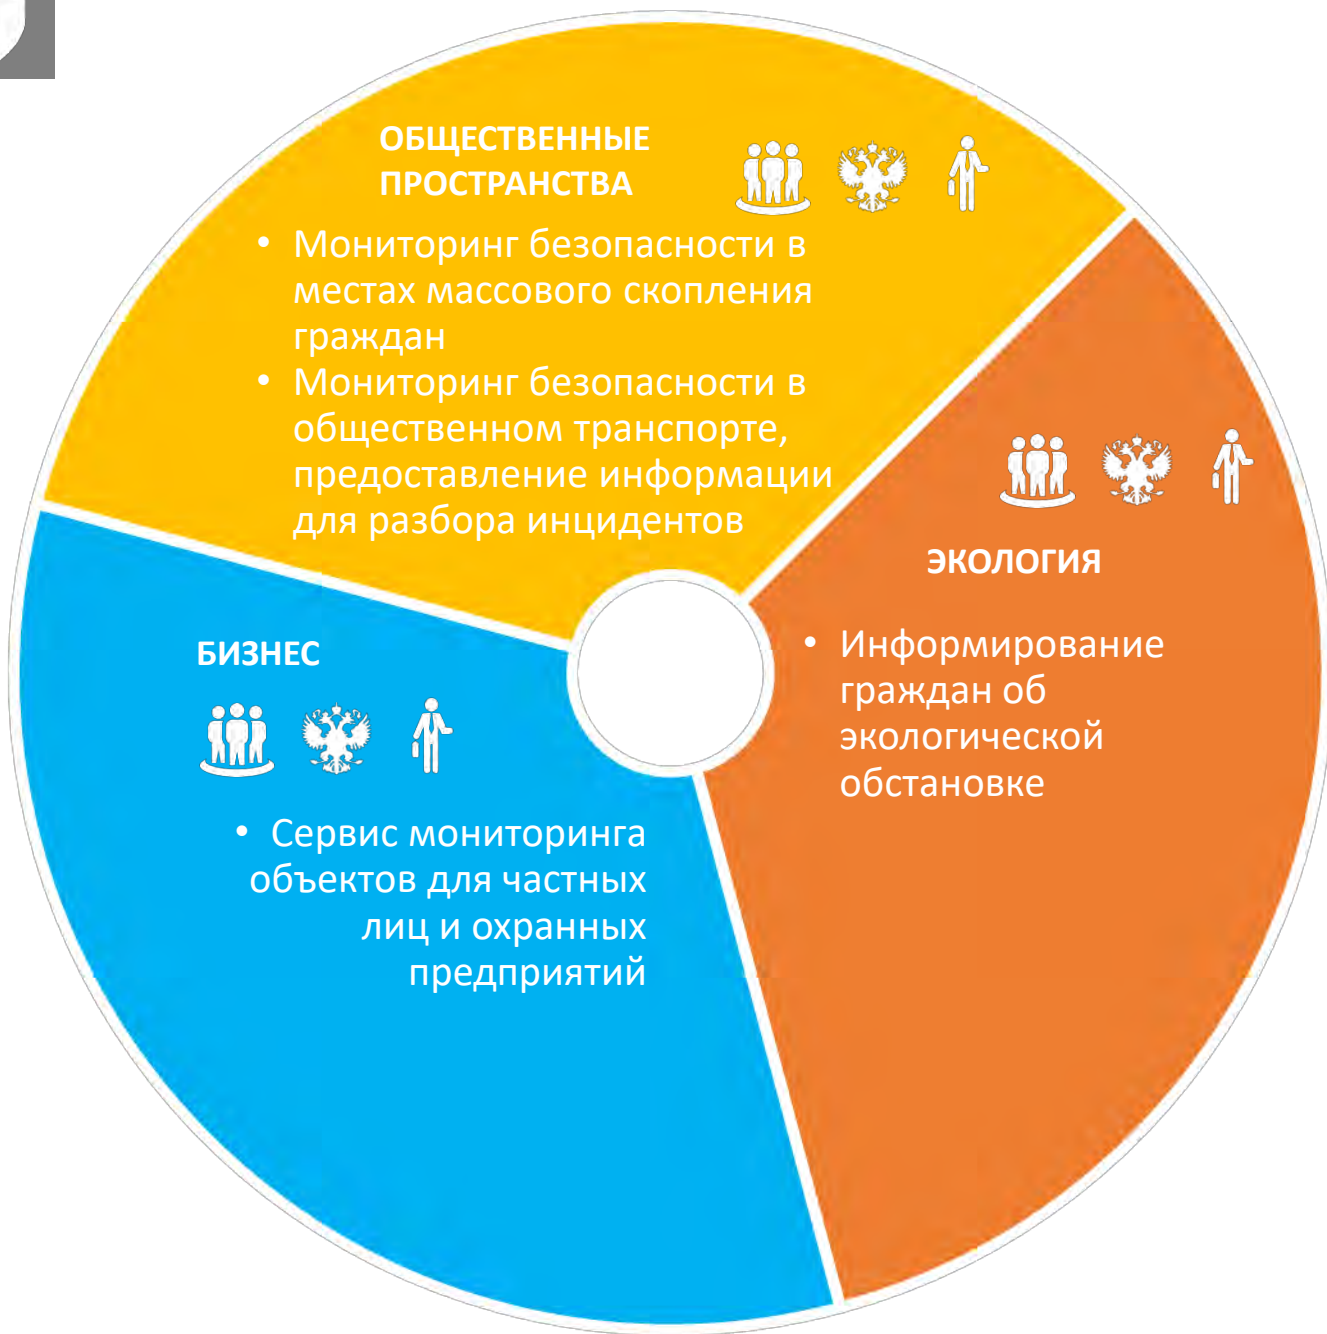 ОБЩЕСТВЕННЫЕ
ПРОСТРАНСТВА
• Мониторинг безопасности в
местах массового скопления
граждан
• Мониторинг безопасности в
общественном транспорте,
предоставление информации
для разбора инцидентов
ЭКОЛОГИЯ
• Информирование
граждан об
экологической
обстановке
БИЗНЕС
• Сервис мониторинга
объектов для частных
лиц и охранных
предприятий